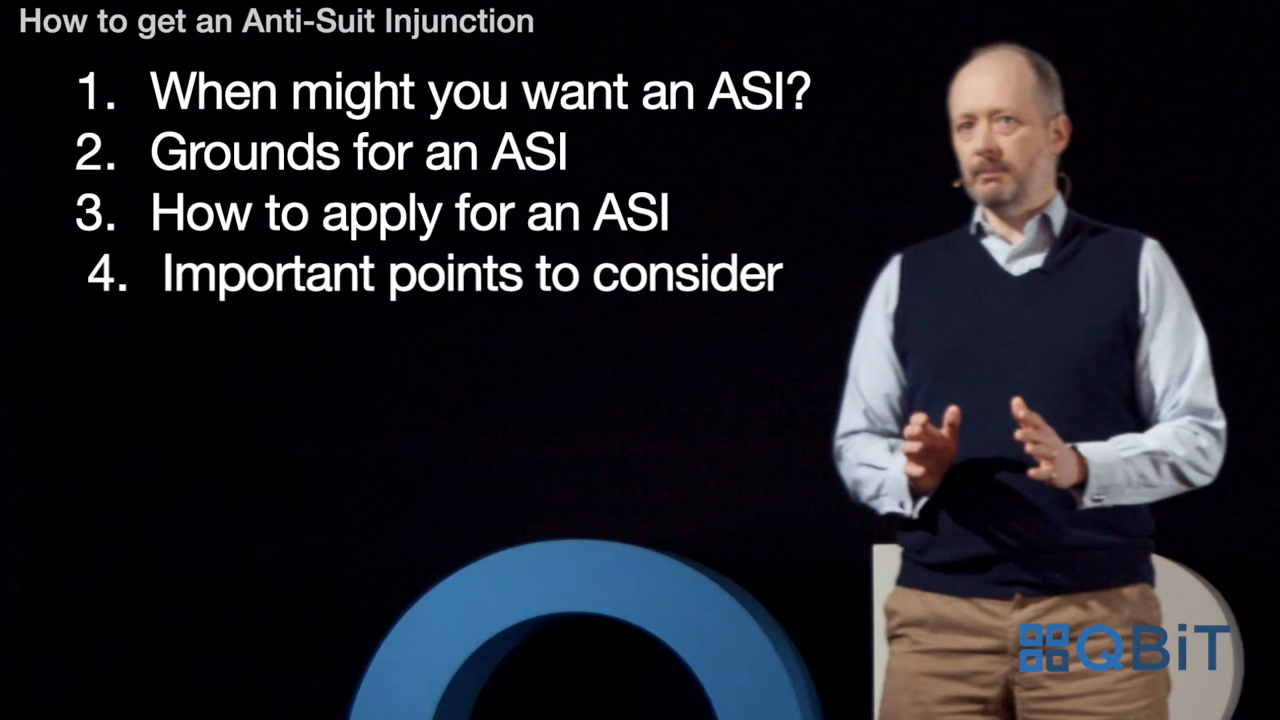 How to get an Anti-Suit Injunction
1. When might you want an ASI?
2. Grounds for an ASI
3. How to apply for an ASI
4. Important points to consider
QBiT